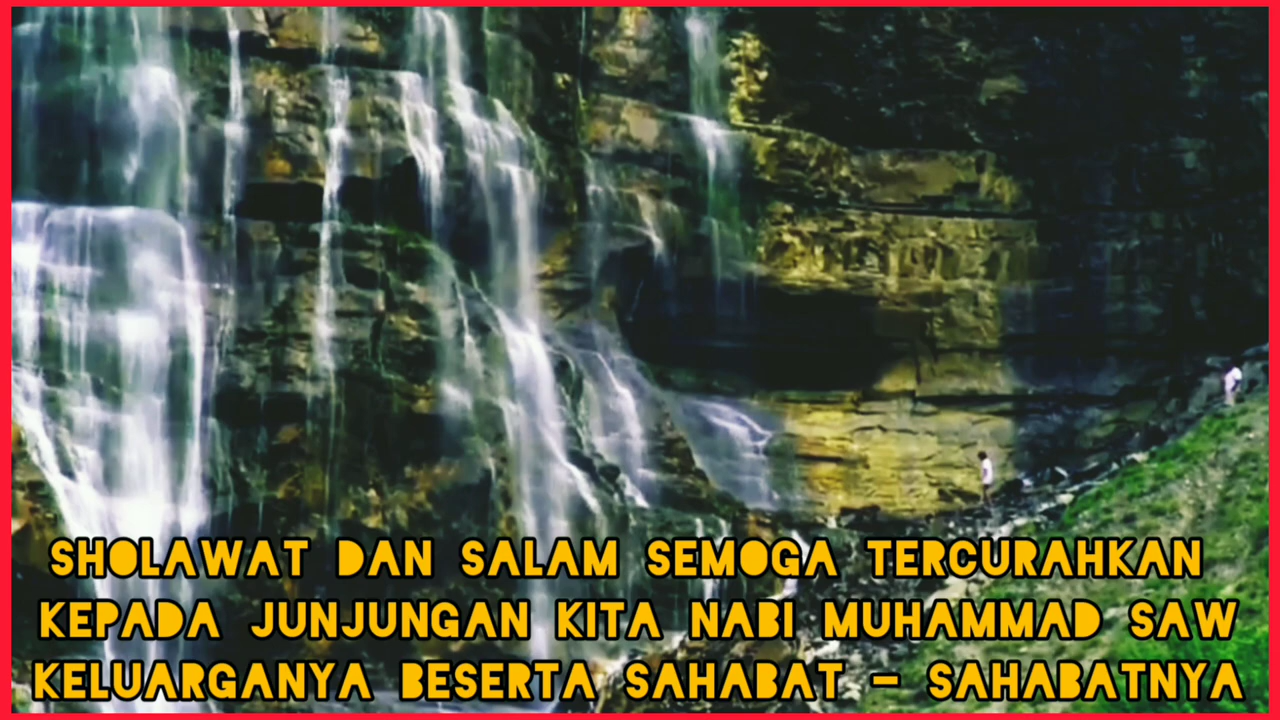 SHOLAWAT DAN SALAM SEMOGA TERCURAHKAN
KEPADA JUNJUNGAN KITA NABI MUHAMMAD SAW
KELUARGANYA BESERTA SAHABAT - SAHABATNYA